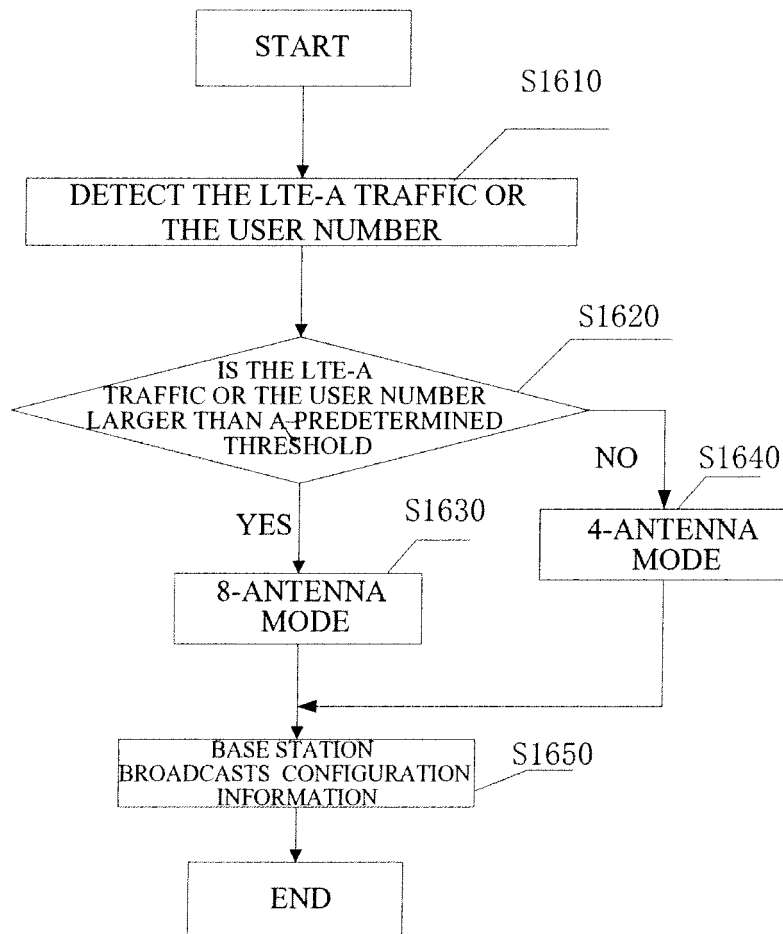 START
S1610
DETECT THE LTE-A TRAFFIC OR
THE USER NUMBER
S1620
IS THE LTE-A
TRAFFIC OR THE USER NUMBER
LARGER THAN A PREDETERMINED
THRESHOLD
NO
S1640
YES
S1630
4-ANTENNA
MODE
8-ANTENNA
MODE
BASE STATION
BROADCASTS CONFIGURATION
INFORMATION
S1650
END